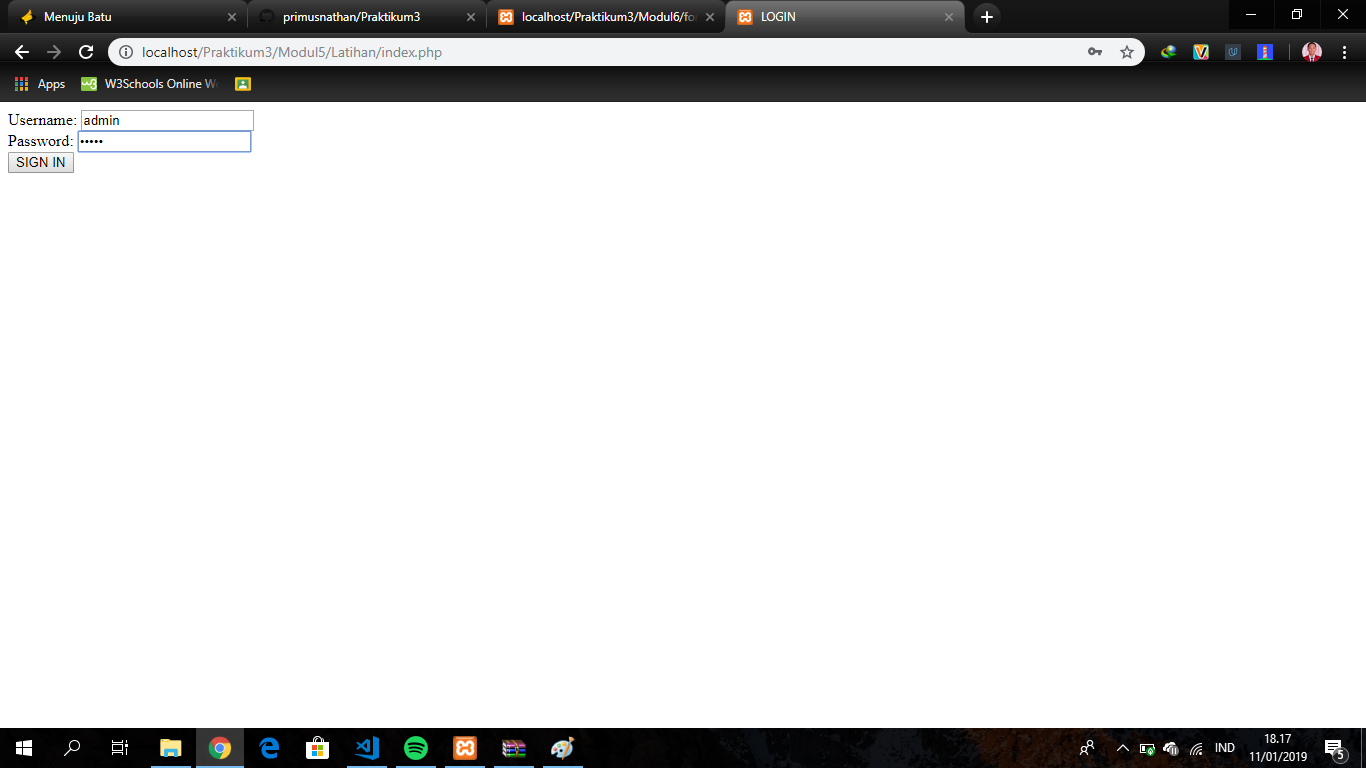 Menuju Batu
primusnathan/Praktikum3
localhost/Praktikum3/Modul6/fo
LOGIN
localhost/Praktikum3/Modul5/Latihan/index.php
Apps
W3Schools Online W
Username: admin
Password: •••••
SIGN IN
IND
18.17
11/01/2019
5